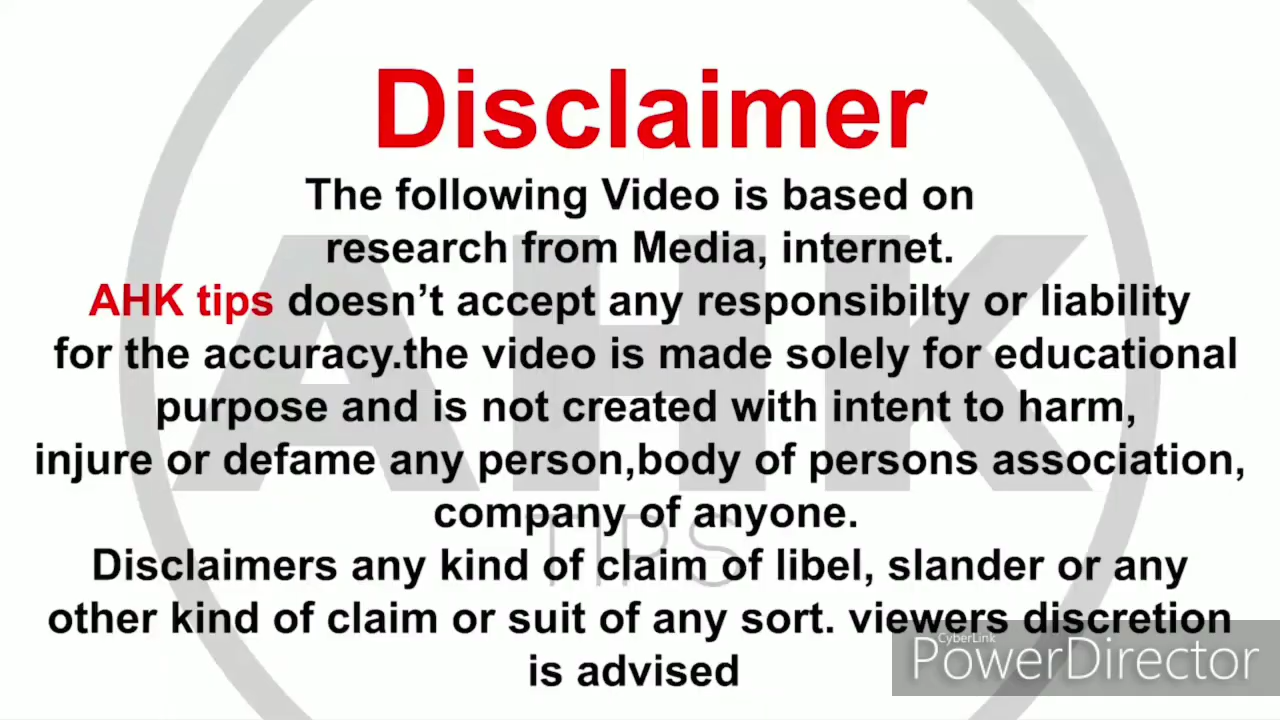 Disclaimer
The following Video is based on
research from Media, internet.
AHK tips doesn’t accept any responsibilty or liability
for the accuracy.the video is made solely for educational
purpose and is not created with intent to harm,
injure or defame any person,body of persons association,
company of anyone.
Disclaimers any kind of claim of libel, slander or any
other kind of claim or suit of any sort. viewers discretion
is advised
AHK
TIPS
CyberLink
PowerDirector